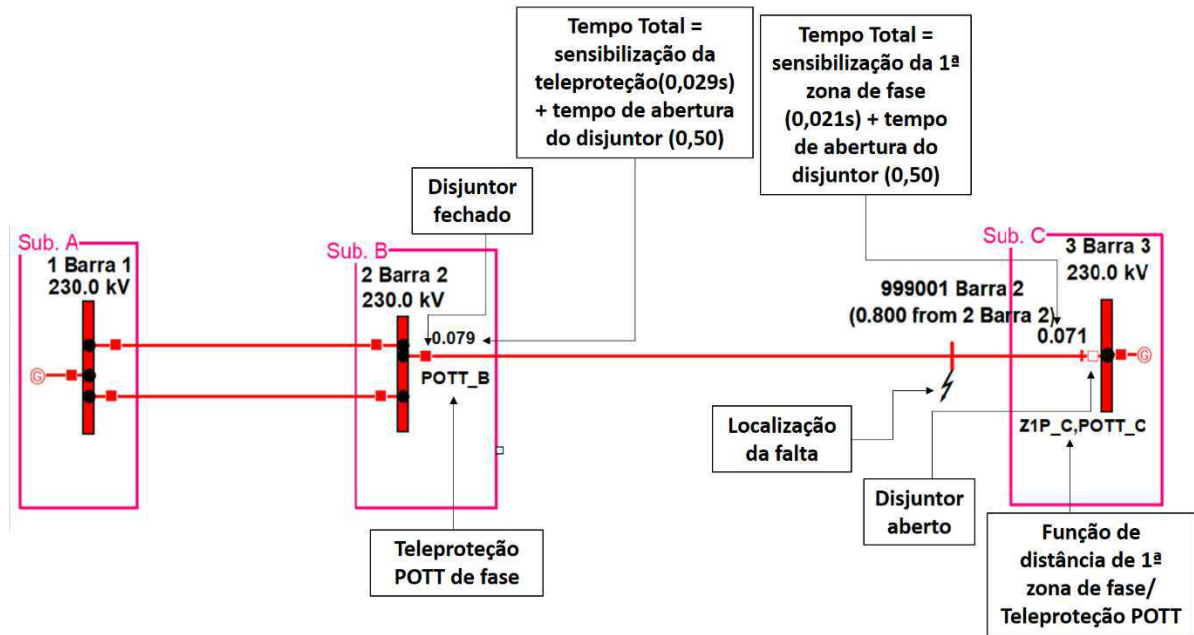 Tempo Total =
sensibilização da
teleproteção(0,029s)
+ tempo de abertura
do disjuntor (0,50)
Tempo Total =
sensibilização da 1ª
zona de fase
(0,021s) + tempo
de abertura do
disjuntor (0,50)
Disjuntor
fechado
Sub. A
1 Barra 1
230.0 kV
G
Sub. B
2 Barra 2
230.0 kV
0.079
POTT_B
999001 Barra 2
(0.800 from 2 Barra 2)
Sub. C
3 Barra 3
230.0 kV
0.071
G
Z1P_C,POTT_C
Localização
da falta
Disjuntor
aberto
Teleproteção
POTT de fase
Função de
distância de 1ª
zona de fase/
Teleproteção POTT